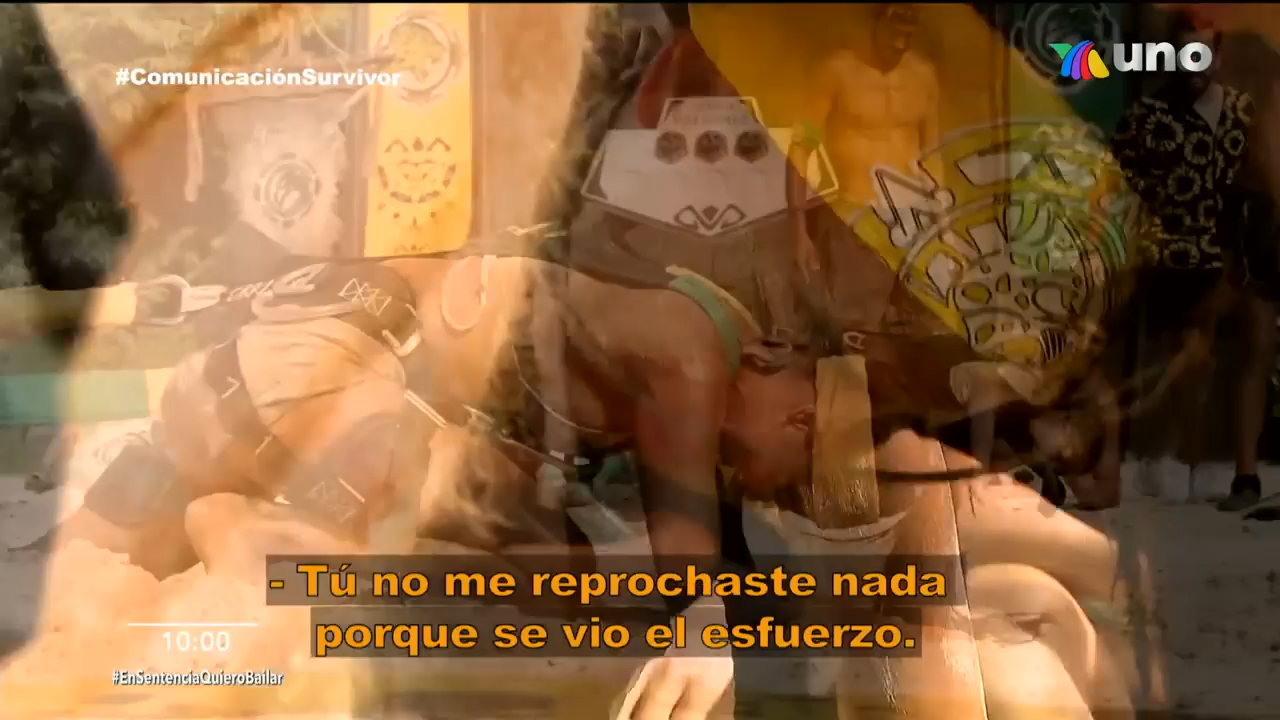 #ComunicaciónSurvivor
uno
- Tú no me reprochaste nada
porque se vio el esfuerzo.
10:00
#EnSentenciaQuieroBailar